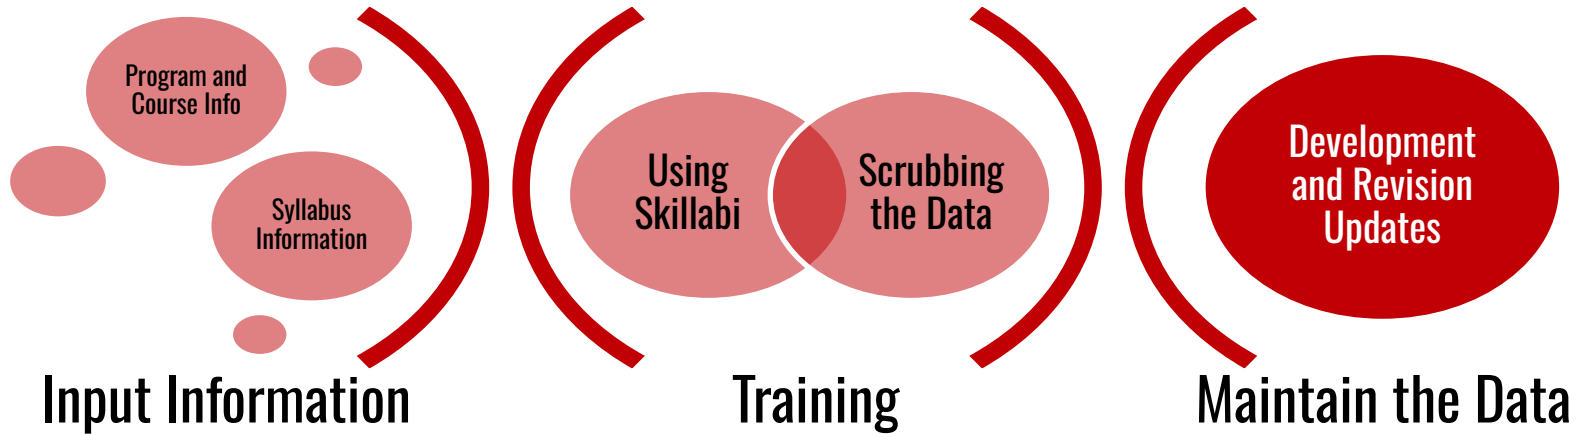 Program and
Course Info
Syllabus
Information
Input Information
Using
Skillabi
Scrubbing
the Data
Training
Development
and Revision
Updates
Maintain the Data